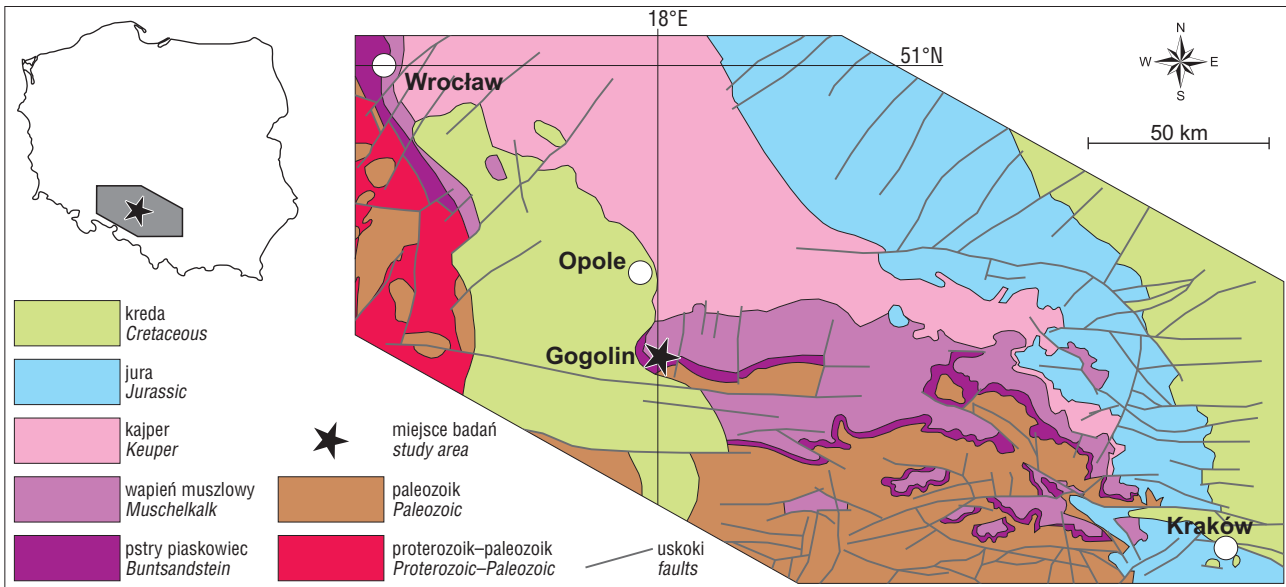 18°E
51°N
N
W
E
S
50 km
Wrocław
Opole
Gogolin
Kraków
kreda
Cretaceous
jura
Jurassic
kajper
Keuper
wapień muszlowy
Muschelkalk
pstry piaskowiec
Buntsandstein
miejsce badań
study area
paleozoik
Paleozoic
proterozoik–paleozoik
Proterozoic–Paleozoic
uskoki
faults